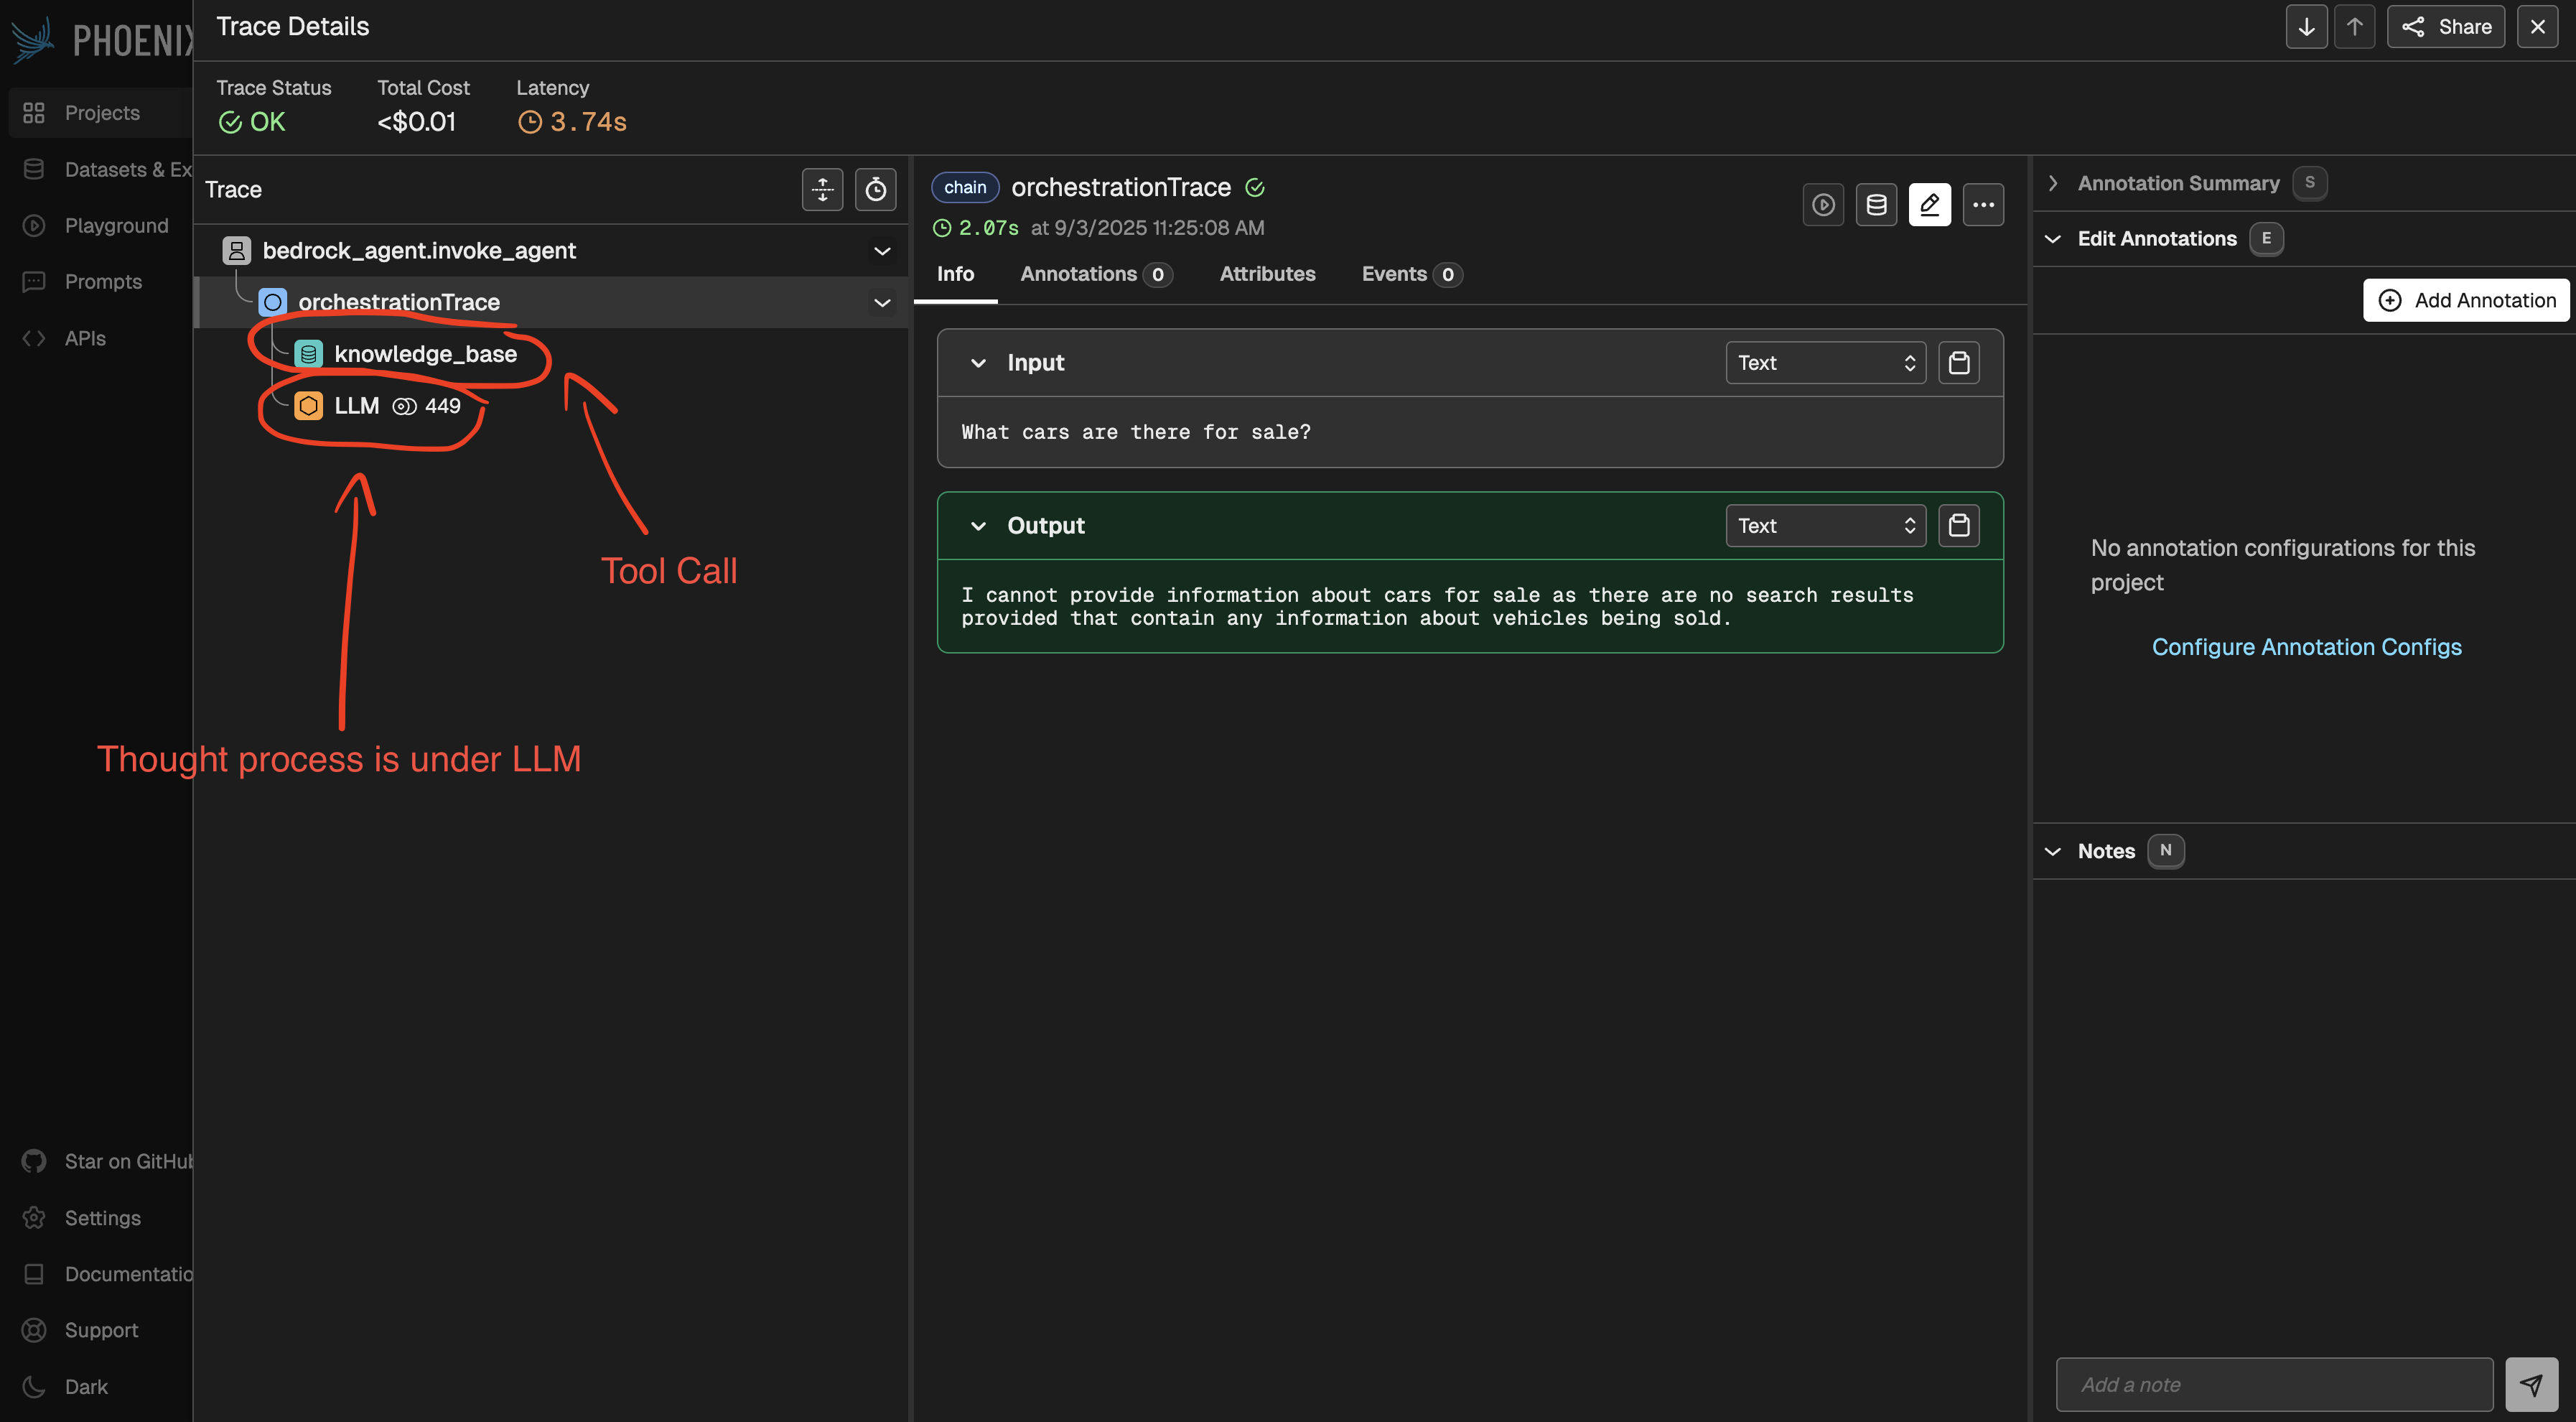 PHOENIX
Projects
Datasets & Ex
Playground
Prompts
APIs
Star on GitHub
Settings
Documentatio
Support
Dark
Trace Details
Share
Trace Status
Total Cost
Latency
OK
<$0.01
3.74s
Trace
bedrock_agent.invoke_agent
orchestrationTrace
knowledge_base
LLM 449
Tool Call
Thought process is under LLM
chain orchestrationTrace
2.07s at 9/3/2025 11:25:08 AM
Info
Annotations 0
Attributes
Events 0
Input
Text
What cars are there for sale?
Output
Text
I cannot provide information about cars for sale as there are no search results
provided that contain any information about vehicles being sold.
Annotation Summary S
Edit Annotations E
Add Annotation
No annotation configurations for this
project
Configure Annotation Configs
Notes N
Add a note